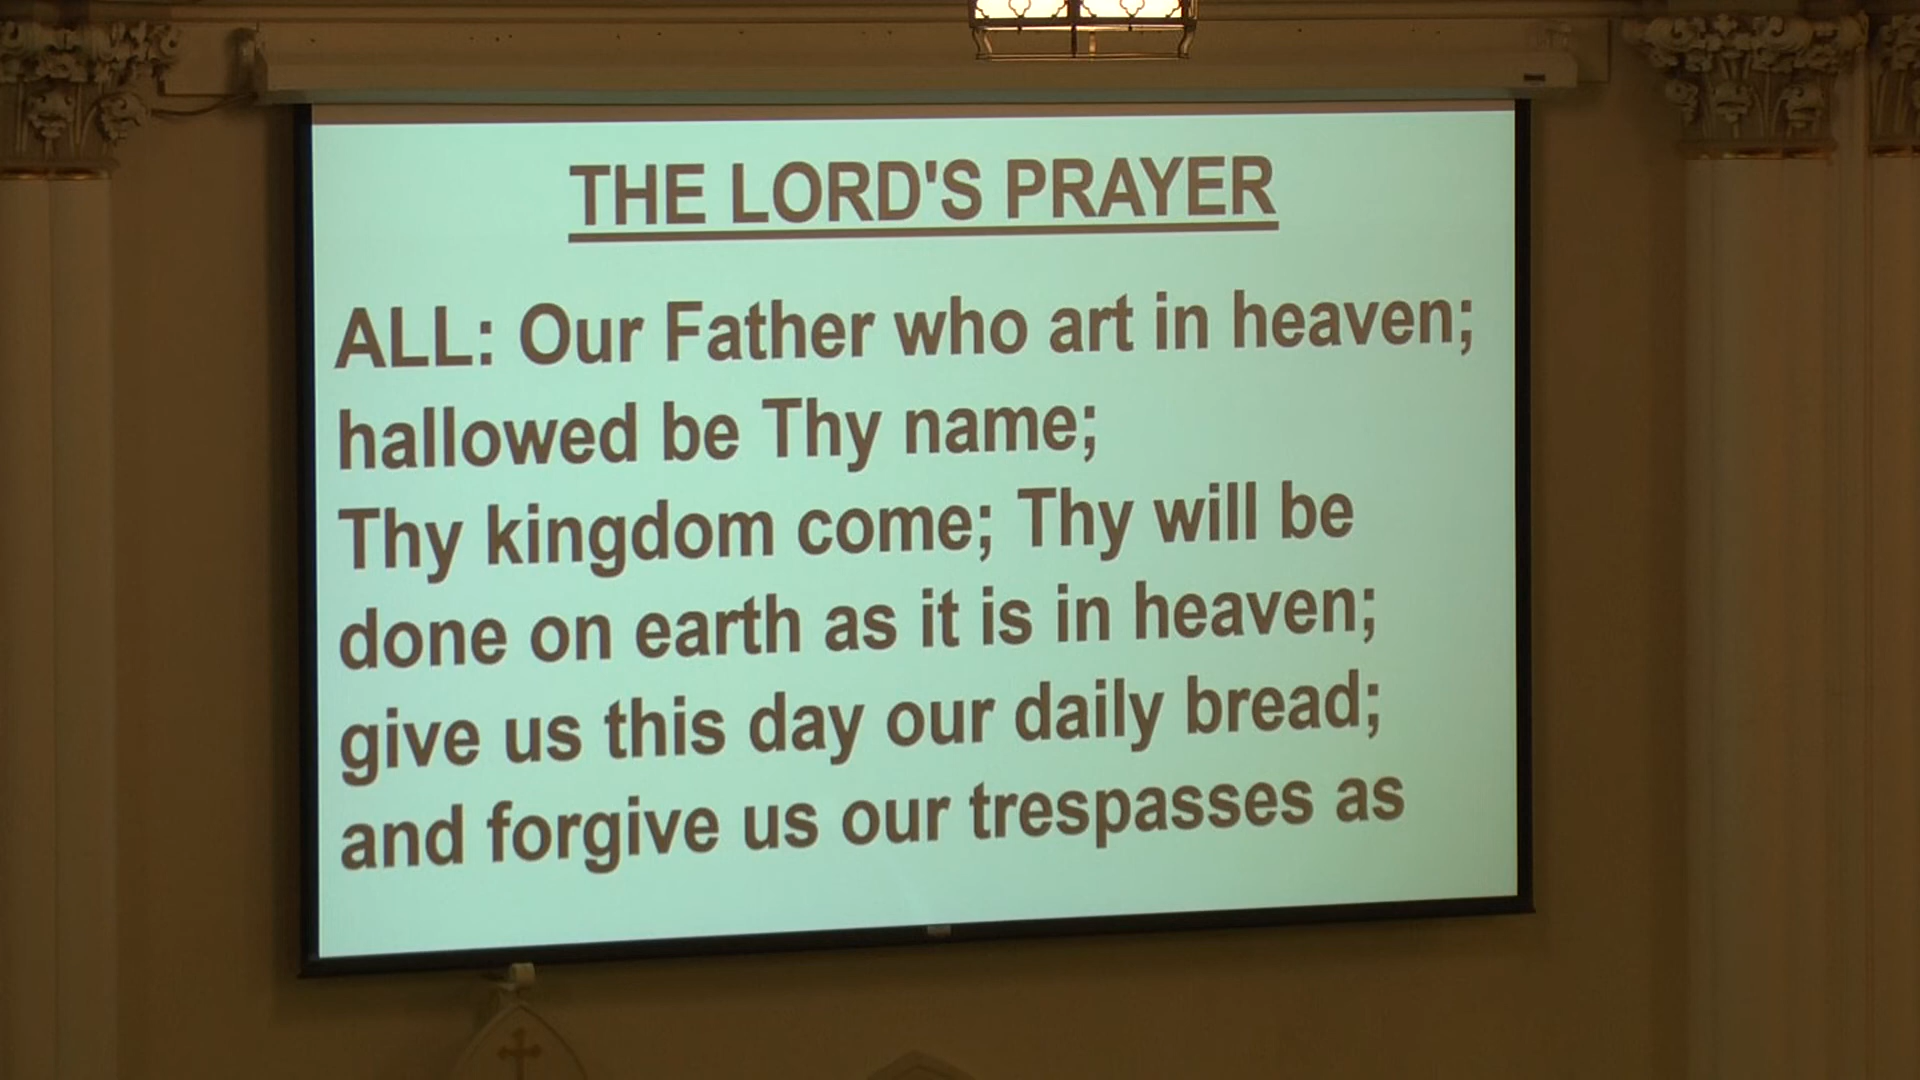 THE LORD'S PRAYER
ALL: Our Father who art in heaven;
hallowed be Thy name;
Thy kingdom come; Thy will be
done on earth as it is in heaven;
give us this day our daily bread;
and forgive us our trespasses as